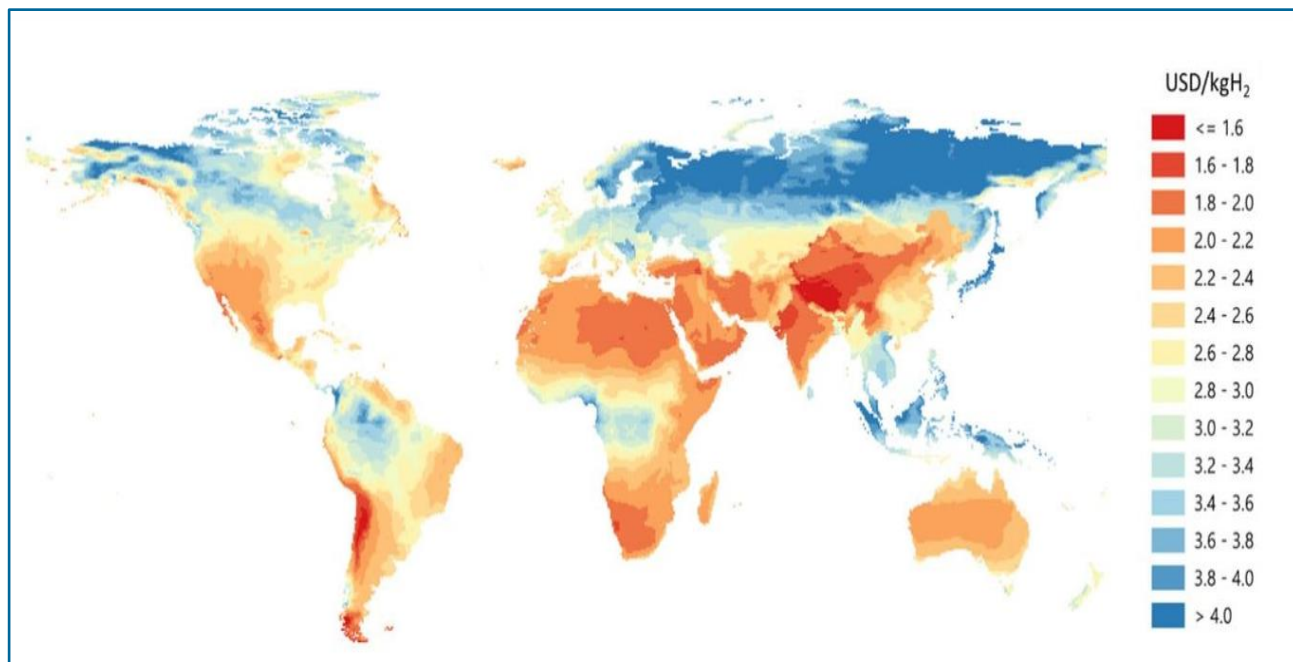 USD/kgH₂
<= 1.6
1.6 - 1.8
1.8 - 2.0
2.0 - 2.2
2.2 - 2.4
2.4 - 2.6
2.6 - 2.8
2.8 - 3.0
3.0 - 3.2
3.2 - 3.4
3.4 - 3.6
3.6 - 3.8
3.8 - 4.0
> 4.0